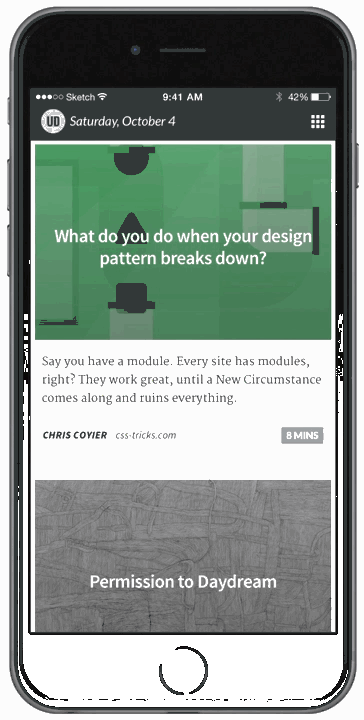 Sketch 9:41 AM 42%
UD Saturday, October 4
What do you do when your design
pattern breaks down?
Say you have a module. Every site has modules,
right? They work great, until a New Circumstance
comes along and ruins everything.
CHRIS COYIER css-tricks.com 8 MINS
Permission to Daydream